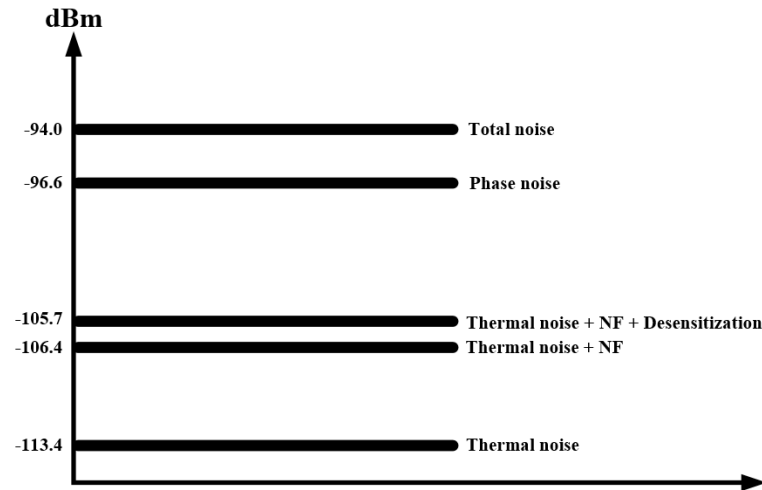 dBm
-94.0 Total noise
-96.6 Phase noise
-105.7 Thermal noise + NF + Desensitization
-106.4 Thermal noise + NF
-113.4 Thermal noise